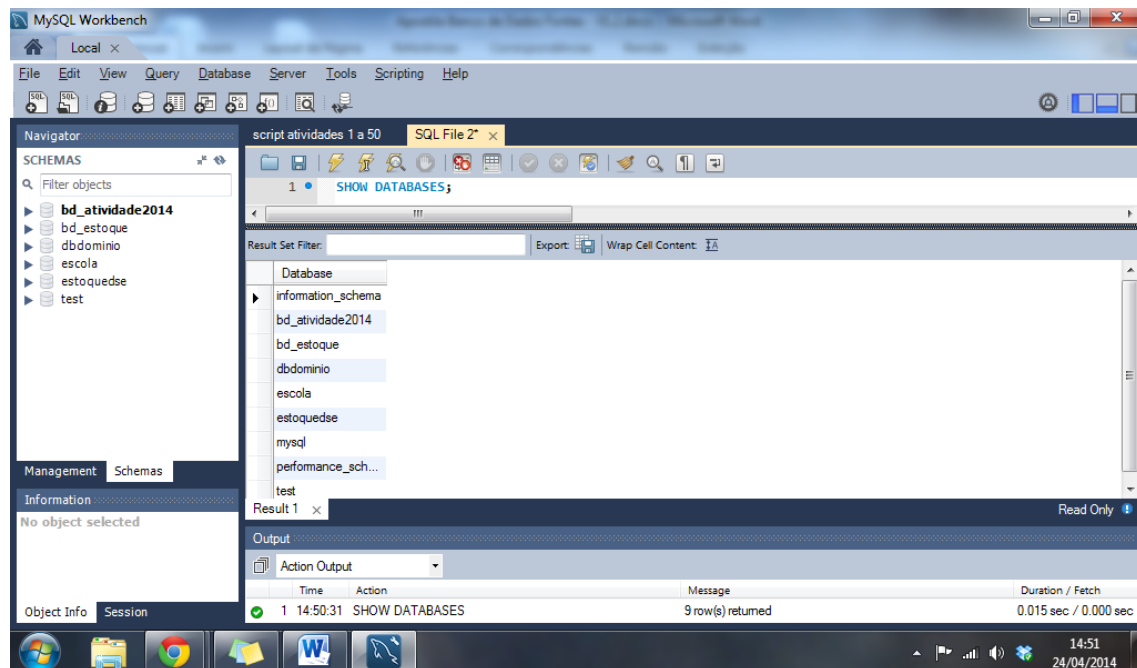 MySQL Workbench
Local ×
File Edit View Query Database Server Tools Scripting Help
Navigator
SCHEMAS
Filter objects
bd_atividade2014
bd_estoque
dbdominio
escola
estoquedse
test
Management Schemas
Information
No object selected
Object Info Session
script atividades 1 a 50 SQL File 2* ×
1 SHOW DATABASES;
Result Set Filter: Export: Wrap Cell Content:
Database
information_schema
bd_atividade2014
bd_estoque
dbdominio
escola
estoquedse
mysql
performance_sch...
test
Result 1 × Read Only
Output
Action Output
Time Action Message Duration / Fetch
1 14:50:31 SHOW DATABASES 9 row(s) returned 0.015 sec / 0.000 sec
14:51
24/04/2014